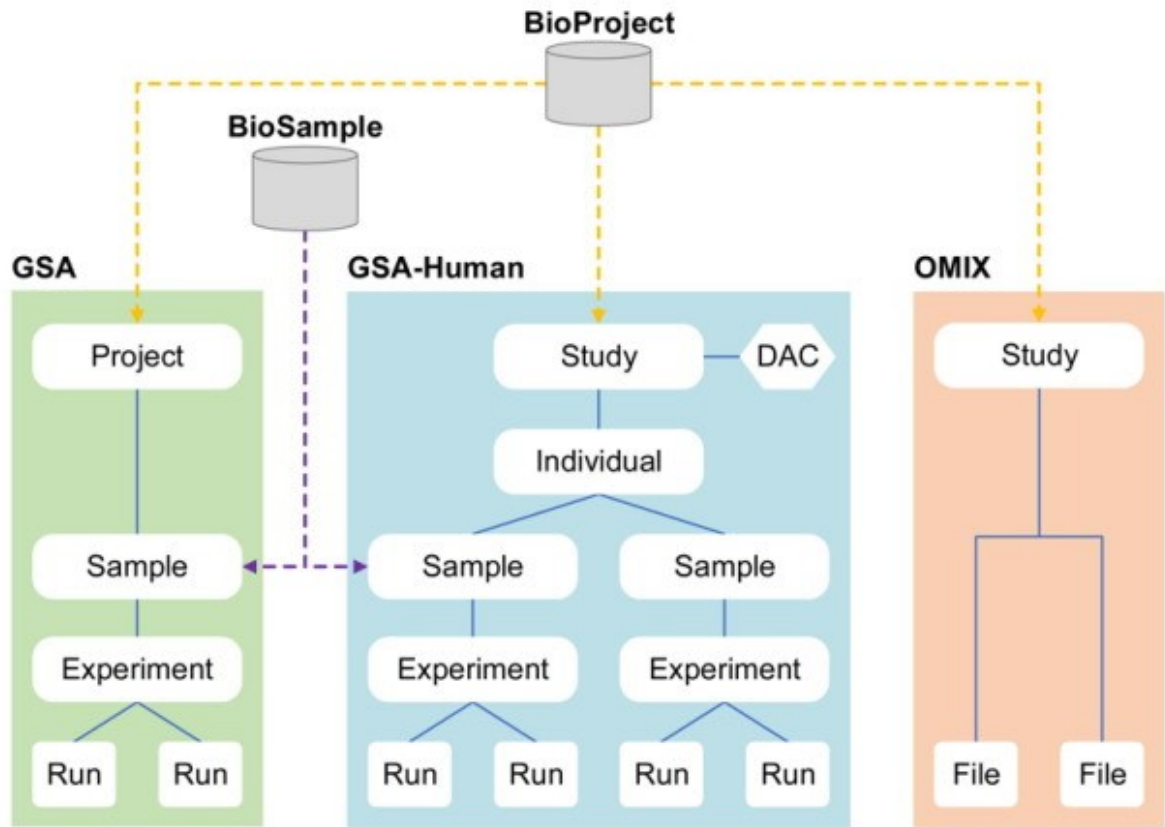 BioProject
BioSample
GSA
GSA-Human
OMIX
Project
Study
DAC
Study
Individual
Sample
Sample
Sample
Experiment
Experiment
Experiment
Run
Run
Run
Run
Run
Run
File
File